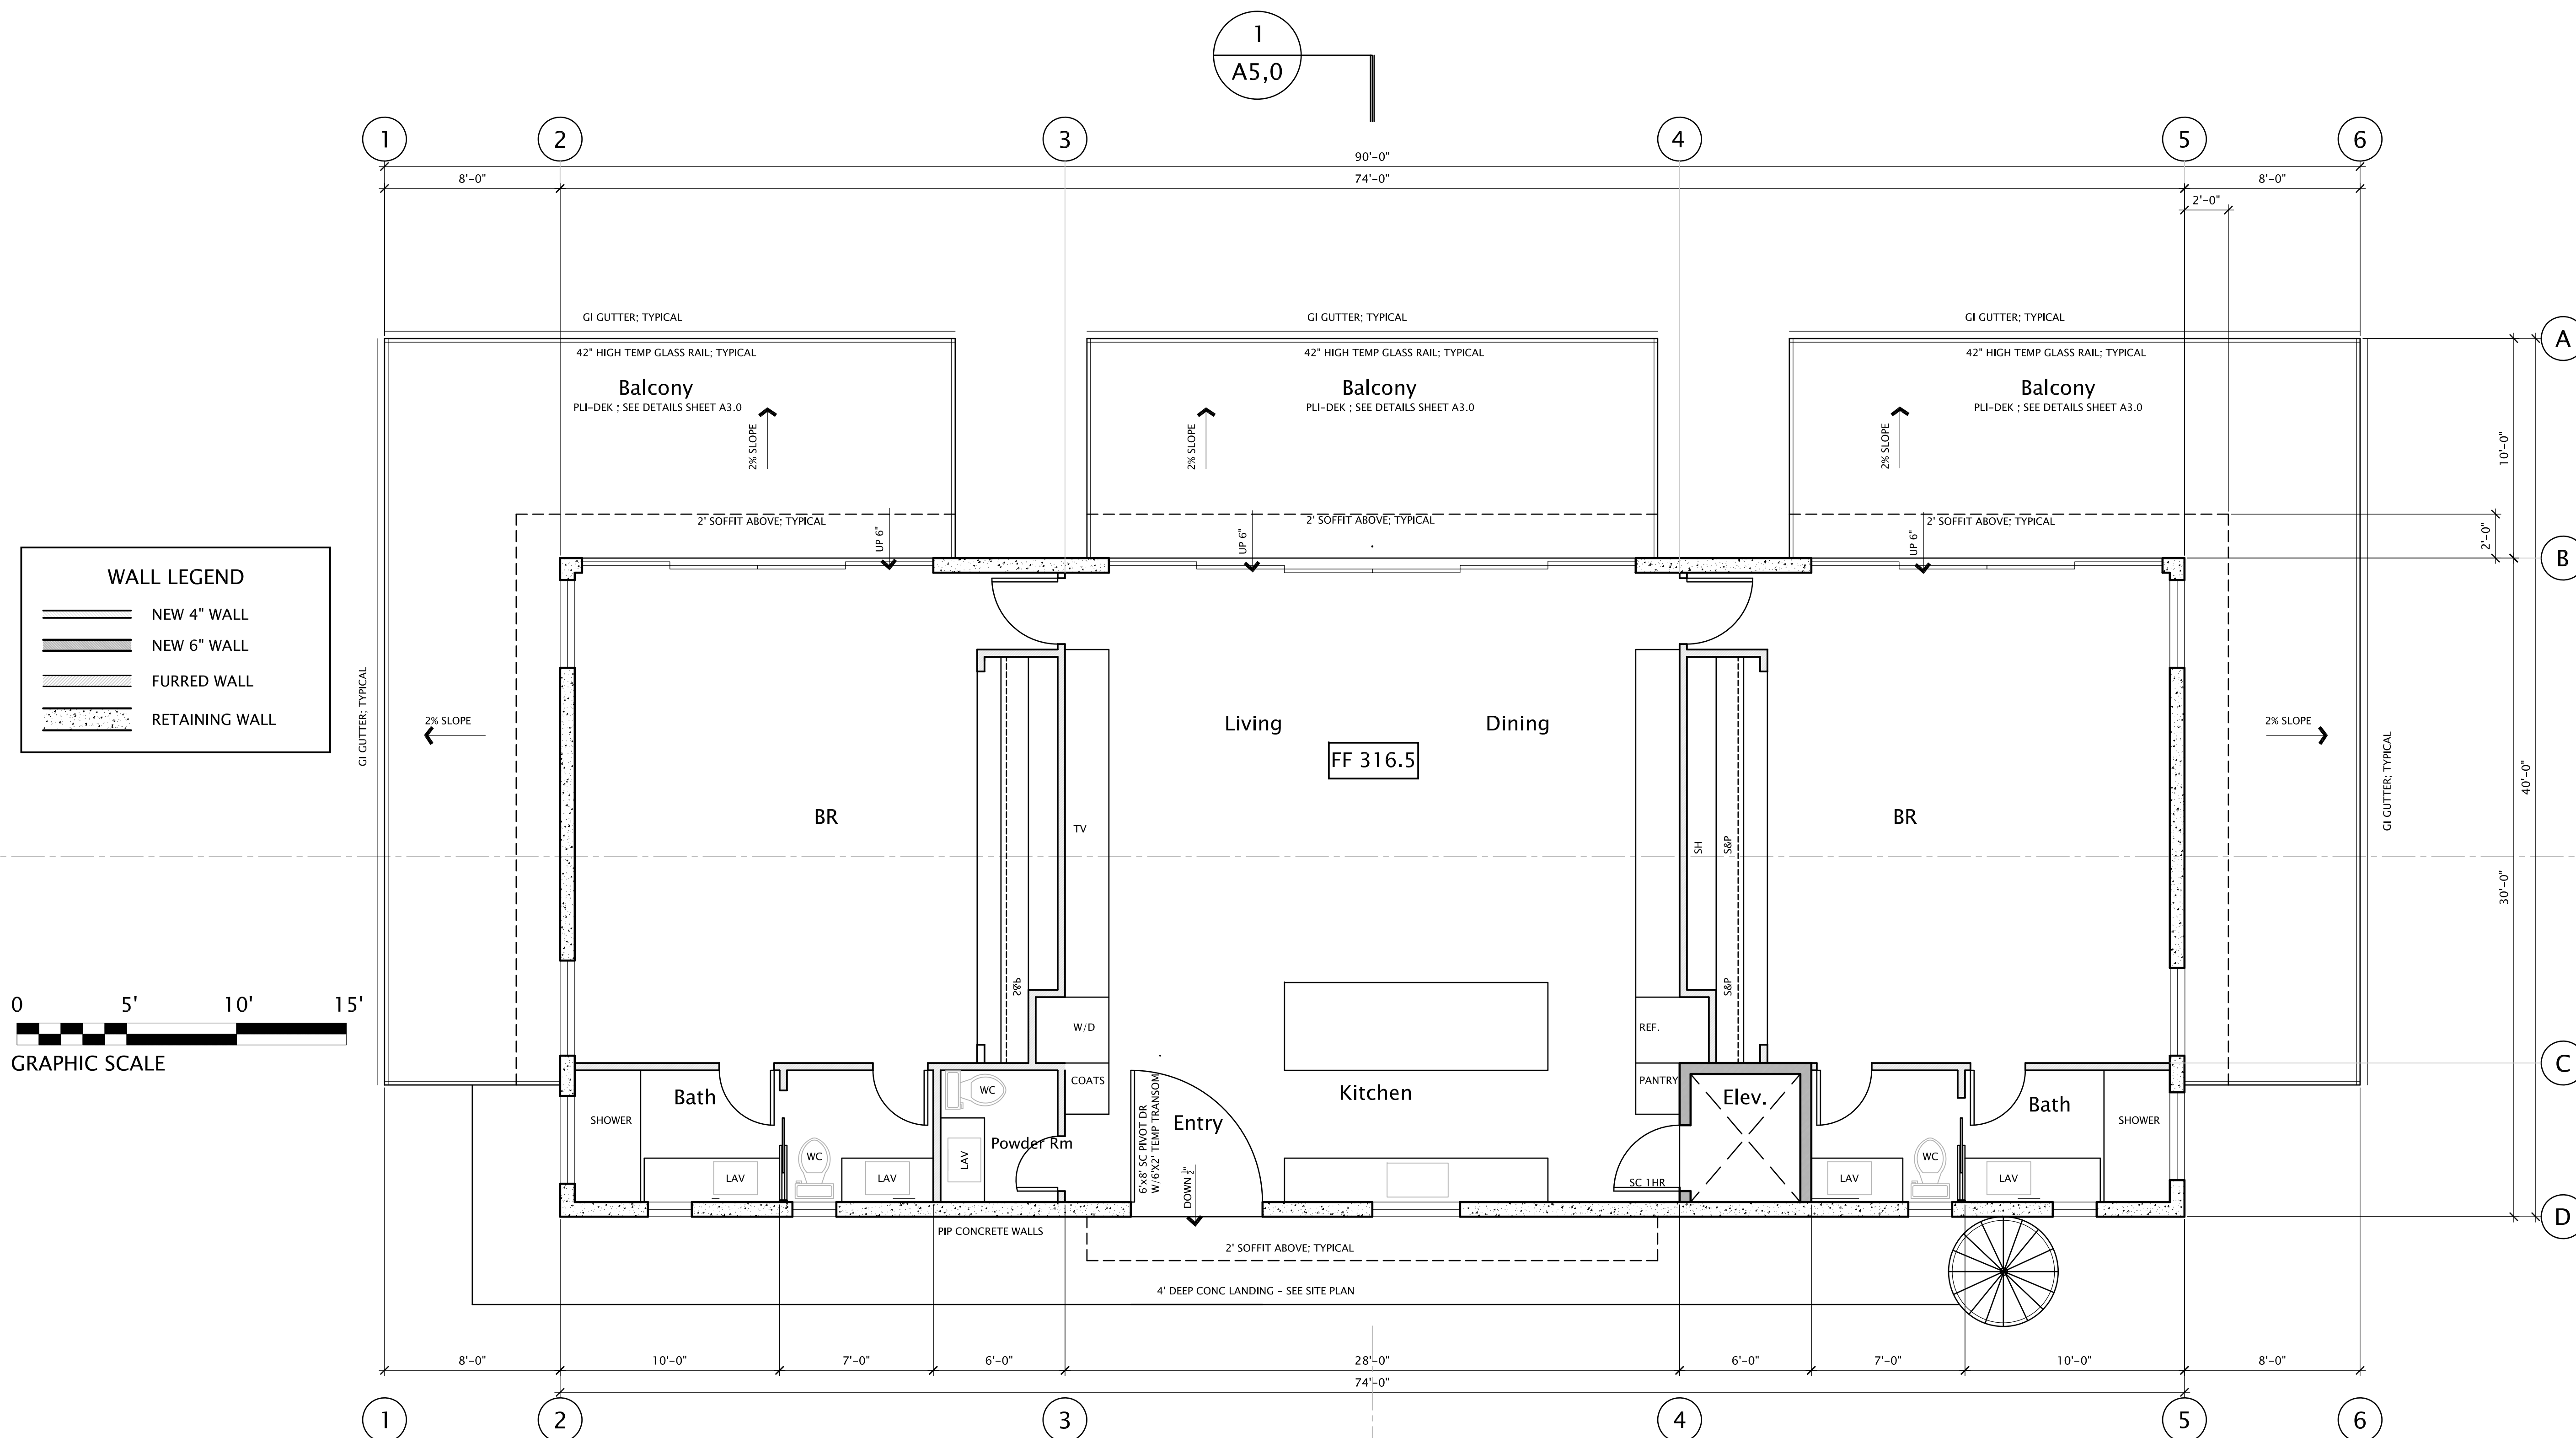 1
A5,0
1
2
3
4
5
6
90'-0"
8'-0"
74'-0"
8'-0"
2'-0"
GI GUTTER; TYPICAL
GI GUTTER; TYPICAL
GI GUTTER; TYPICAL
A
42" HIGH TEMP GLASS RAIL; TYPICAL
42" HIGH TEMP GLASS RAIL; TYPICAL
42" HIGH TEMP GLASS RAIL; TYPICAL
Balcony
Balcony
Balcony
PLI-DEK ; SEE DETAILS SHEET A3.0
PLI-DEK ; SEE DETAILS SHEET A3.0
PLI-DEK ; SEE DETAILS SHEET A3.0
2% SLOPE
2% SLOPE
2% SLOPE
10'-0"
2' SOFFIT ABOVE; TYPICAL
2' SOFFIT ABOVE; TYPICAL
2' SOFFIT ABOVE; TYPICAL
UP 6"
UP 6"
UP 6"
2'-0"
B
WALL LEGEND
NEW 4" WALL
NEW 6" WALL
FURRED WALL
RETAINING WALL
GI GUTTER; TYPICAL
2% SLOPE
Living
Dining
FF 316.5
2% SLOPE
GI GUTTER; TYPICAL
40'-0"
BR
TV
SH
S&P
BR
30'-0"
S&P
S&P
0
5'
10'
15'
GRAPHIC SCALE
W/D
REF.
COATS
PANTRY
C
Bath
WC
Kitchen
Elev.
Bath
SHOWER
Entry
SHOWER
6'x8' SC PIVOT DR
W/6'X2' TEMP TRANSOM
Powder Rm
WC
LAV
WC
LAV
LAV
LAV
LAV
SC 1HR
DOWN ½"
D
PIP CONCRETE WALLS
2' SOFFIT ABOVE; TYPICAL
4' DEEP CONC LANDING - SEE SITE PLAN
8'-0"
10'-0"
7'-0"
6'-0"
28'-0"
6'-0"
7'-0"
10'-0"
8'-0"
74'-0"
1
2
3
4
5
6